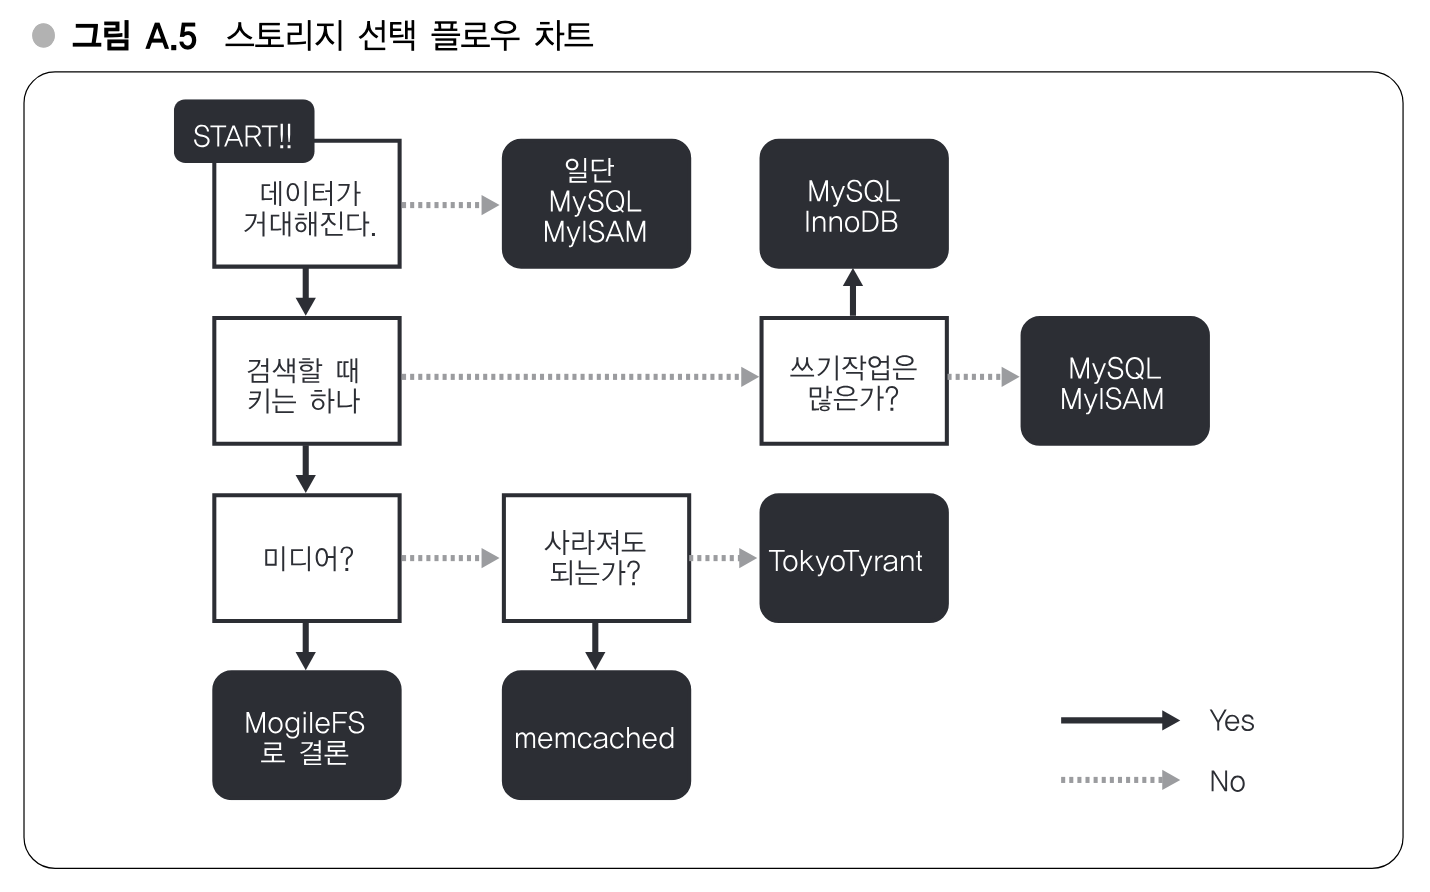 그림 A.5 스토리지 선택 플로우 차트
START!!
데이터가
거대해진다.
일단
MySQL
MyISAM
MySQL
InnoDB
검색할 때
키는 하나
쓰기작업은
많은가?
MySQL
MyISAM
미디어?
사라져도
되는가?
TokyoTyrant
MogileFS
로 결론
memcached
Yes
No